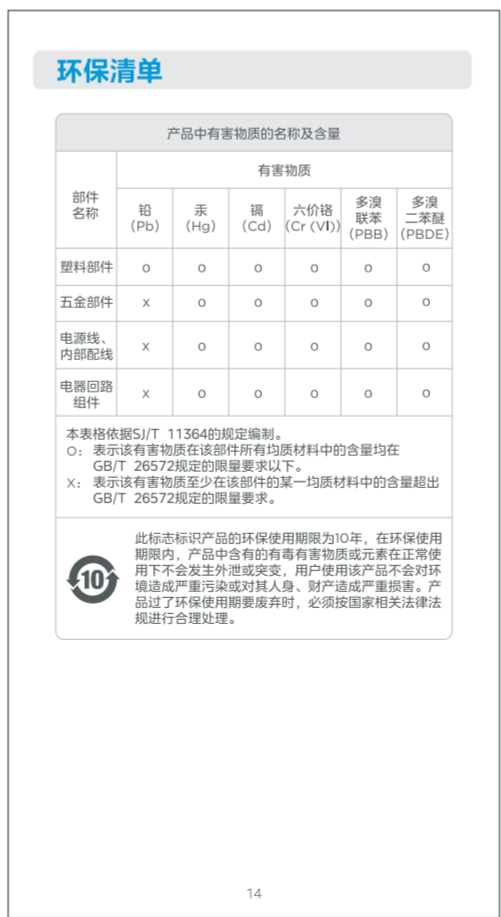 环保清单
产品中有害物质的名称及含量
部件
名称
有害物质
铅
(Pb)
汞
(Hg)
镉
(Cd)
六价铬
(Cr (VI))
多溴
联苯
(PBB)
多溴
二苯醚
(PBDE)
塑料部件 o o o o o o
五金部件 x o o o o o
电源线、
内部配线 x o o o o o
电器回路
组件 x o o o o o
本表格依据SJ/T 11364的规定编制。
O: 表示该有害物质在该部件所有均质材料中的含量均在
GB/T 26572规定的限量要求以下。
X: 表示该有害物质至少在该部件的某一均质材料中的含量超出
GB/T 26572规定的限量要求。
10
此标志标识产品的环保使用期限为10年，在环保使用
期限内，产品中含有的有毒有害物质或元素在正常使
用下不会发生外泄或突变，用户使用该产品不会对环
境造成严重污染或对其人身、财产造成严重损害。产
品过了环保使用期要废弃时，必须按国家相关法律法
规进行合理处理。
14